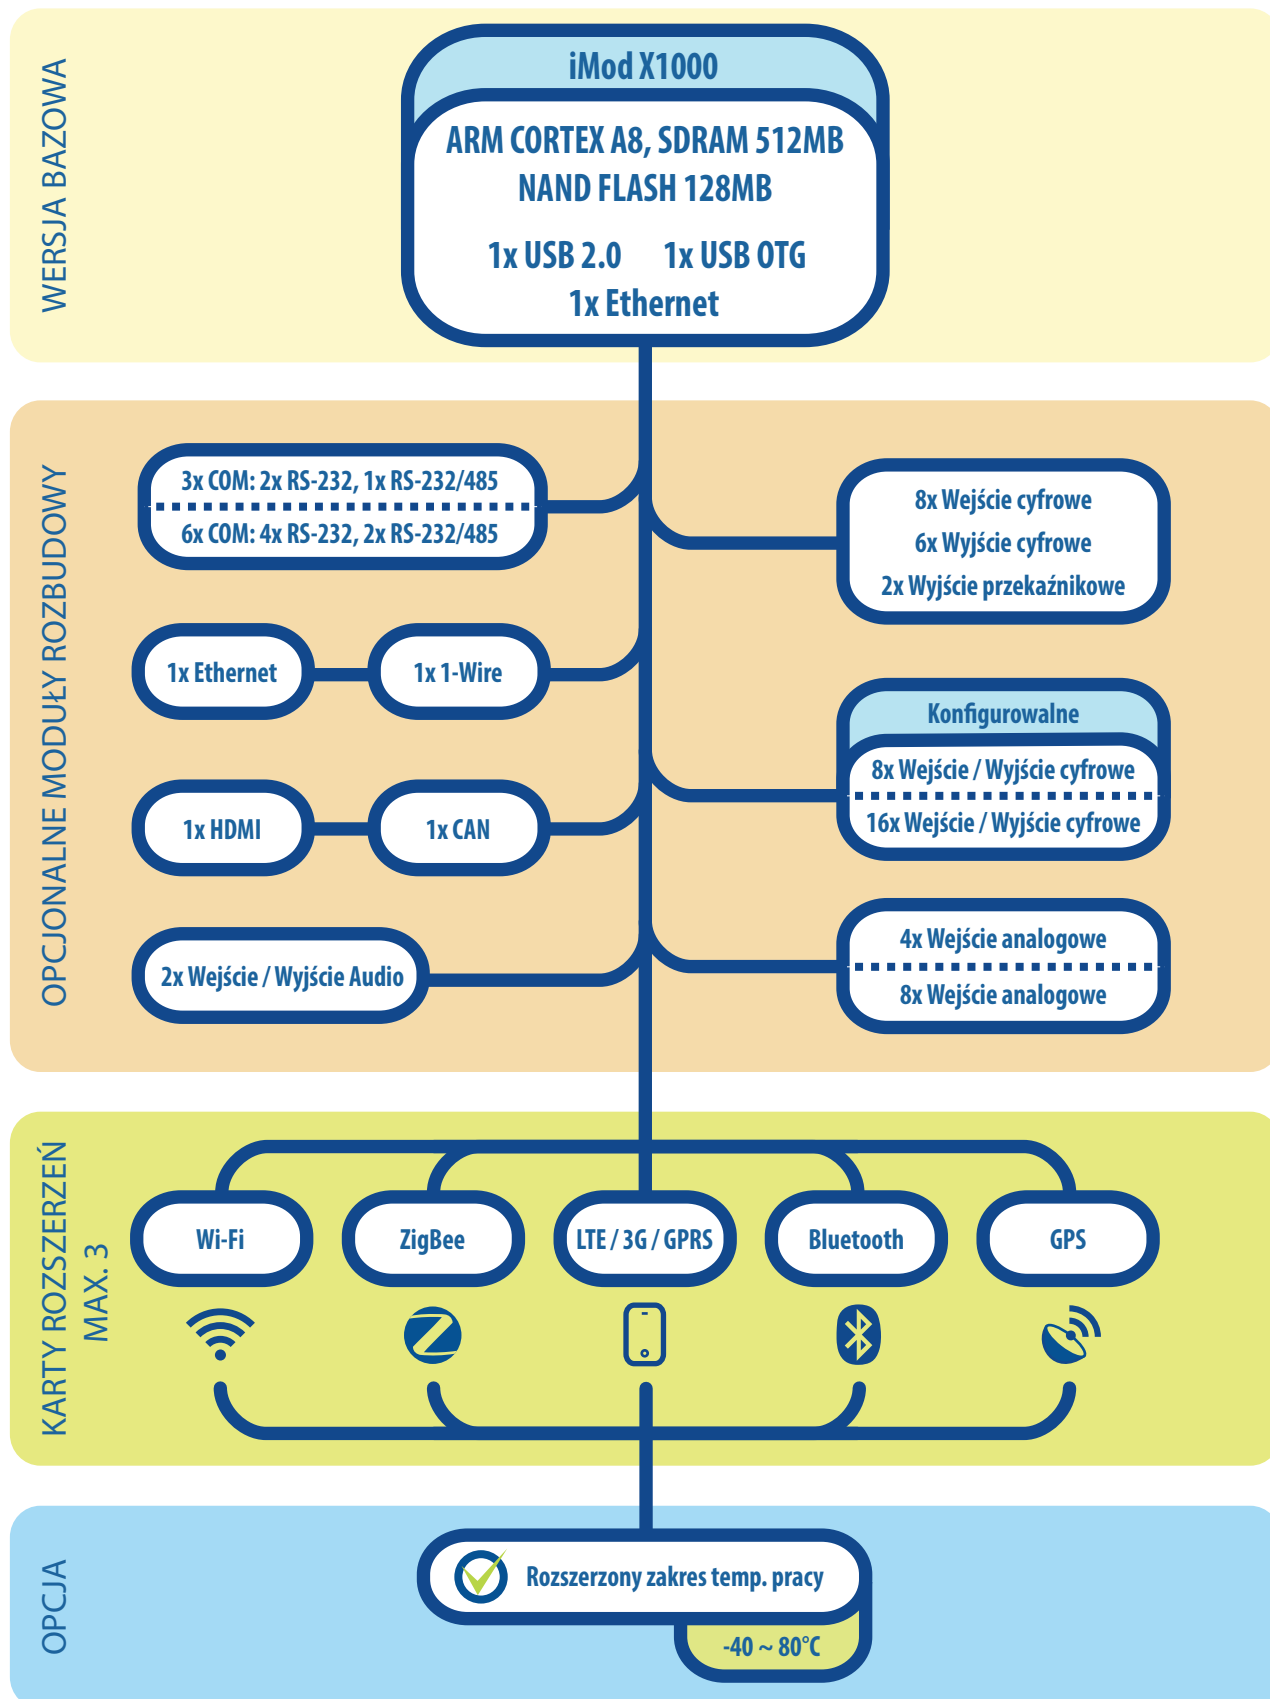 WERSJA BAZOWA
iMod X1000
ARM CORTEX A8, SDRAM 512MB
NAND FLASH 128MB
1x USB 2.0 1x USB OTG
1x Ethernet
OPCJONALNE MODUŁY ROZBUDOWY
3x COM: 2x RS-232, 1x RS-232/485
6x COM: 4x RS-232, 2x RS-232/485
8x Wejście cyfrowe
6x Wyjście cyfrowe
2x Wyjście przekaźnikowe
1x Ethernet
1x 1-Wire
Konfigurowalne
8x Wejście / Wyjście cyfrowe
16x Wejście / Wyjście cyfrowe
1x HDMI
1x CAN
2x Wejście / Wyjście Audio
4x Wejście analogowe
8x Wejście analogowe
KARTY ROZSZERZEŃ
MAX. 3
Wi-Fi
ZigBee
LTE / 3G / GPRS
Bluetooth
GPS
OPCJA
Rozszerzony zakres temp. pracy
-40 ~ 80°C